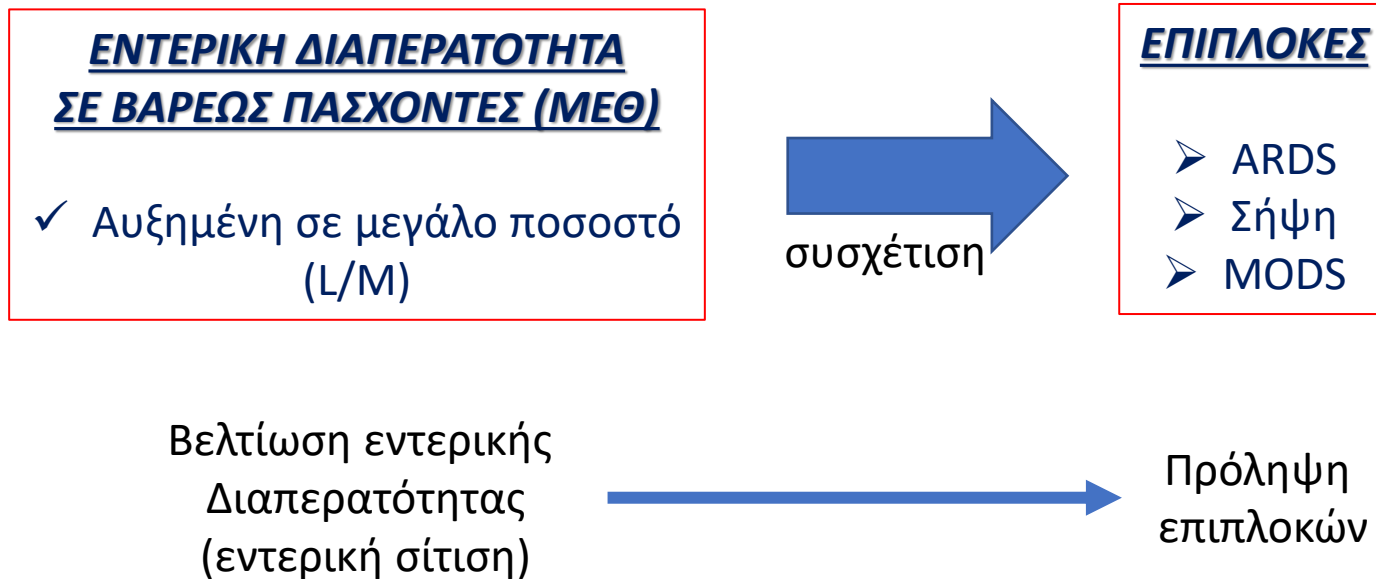 ΕΝΤΕΡΙΚΗ ΔΙΑΠΕΡΑΤΟΤΗΤΑ
ΣΕ ΒΑΡΕΩΣ ΠΑΣΧΟΝΤΕΣ (ΜΕΘ)
✓ Αυξημένη σε μεγάλο ποσοστό
(L/M)
συσχέτιση
ΕΠΙΠΛΟΚΕΣ
➢ ARDS
➢ Σήψη
➢ MODS
Βελτίωση εντερικής
Διαπερατότητας
(εντερική σίτιση)
Πρόληψη
επιπλοκών